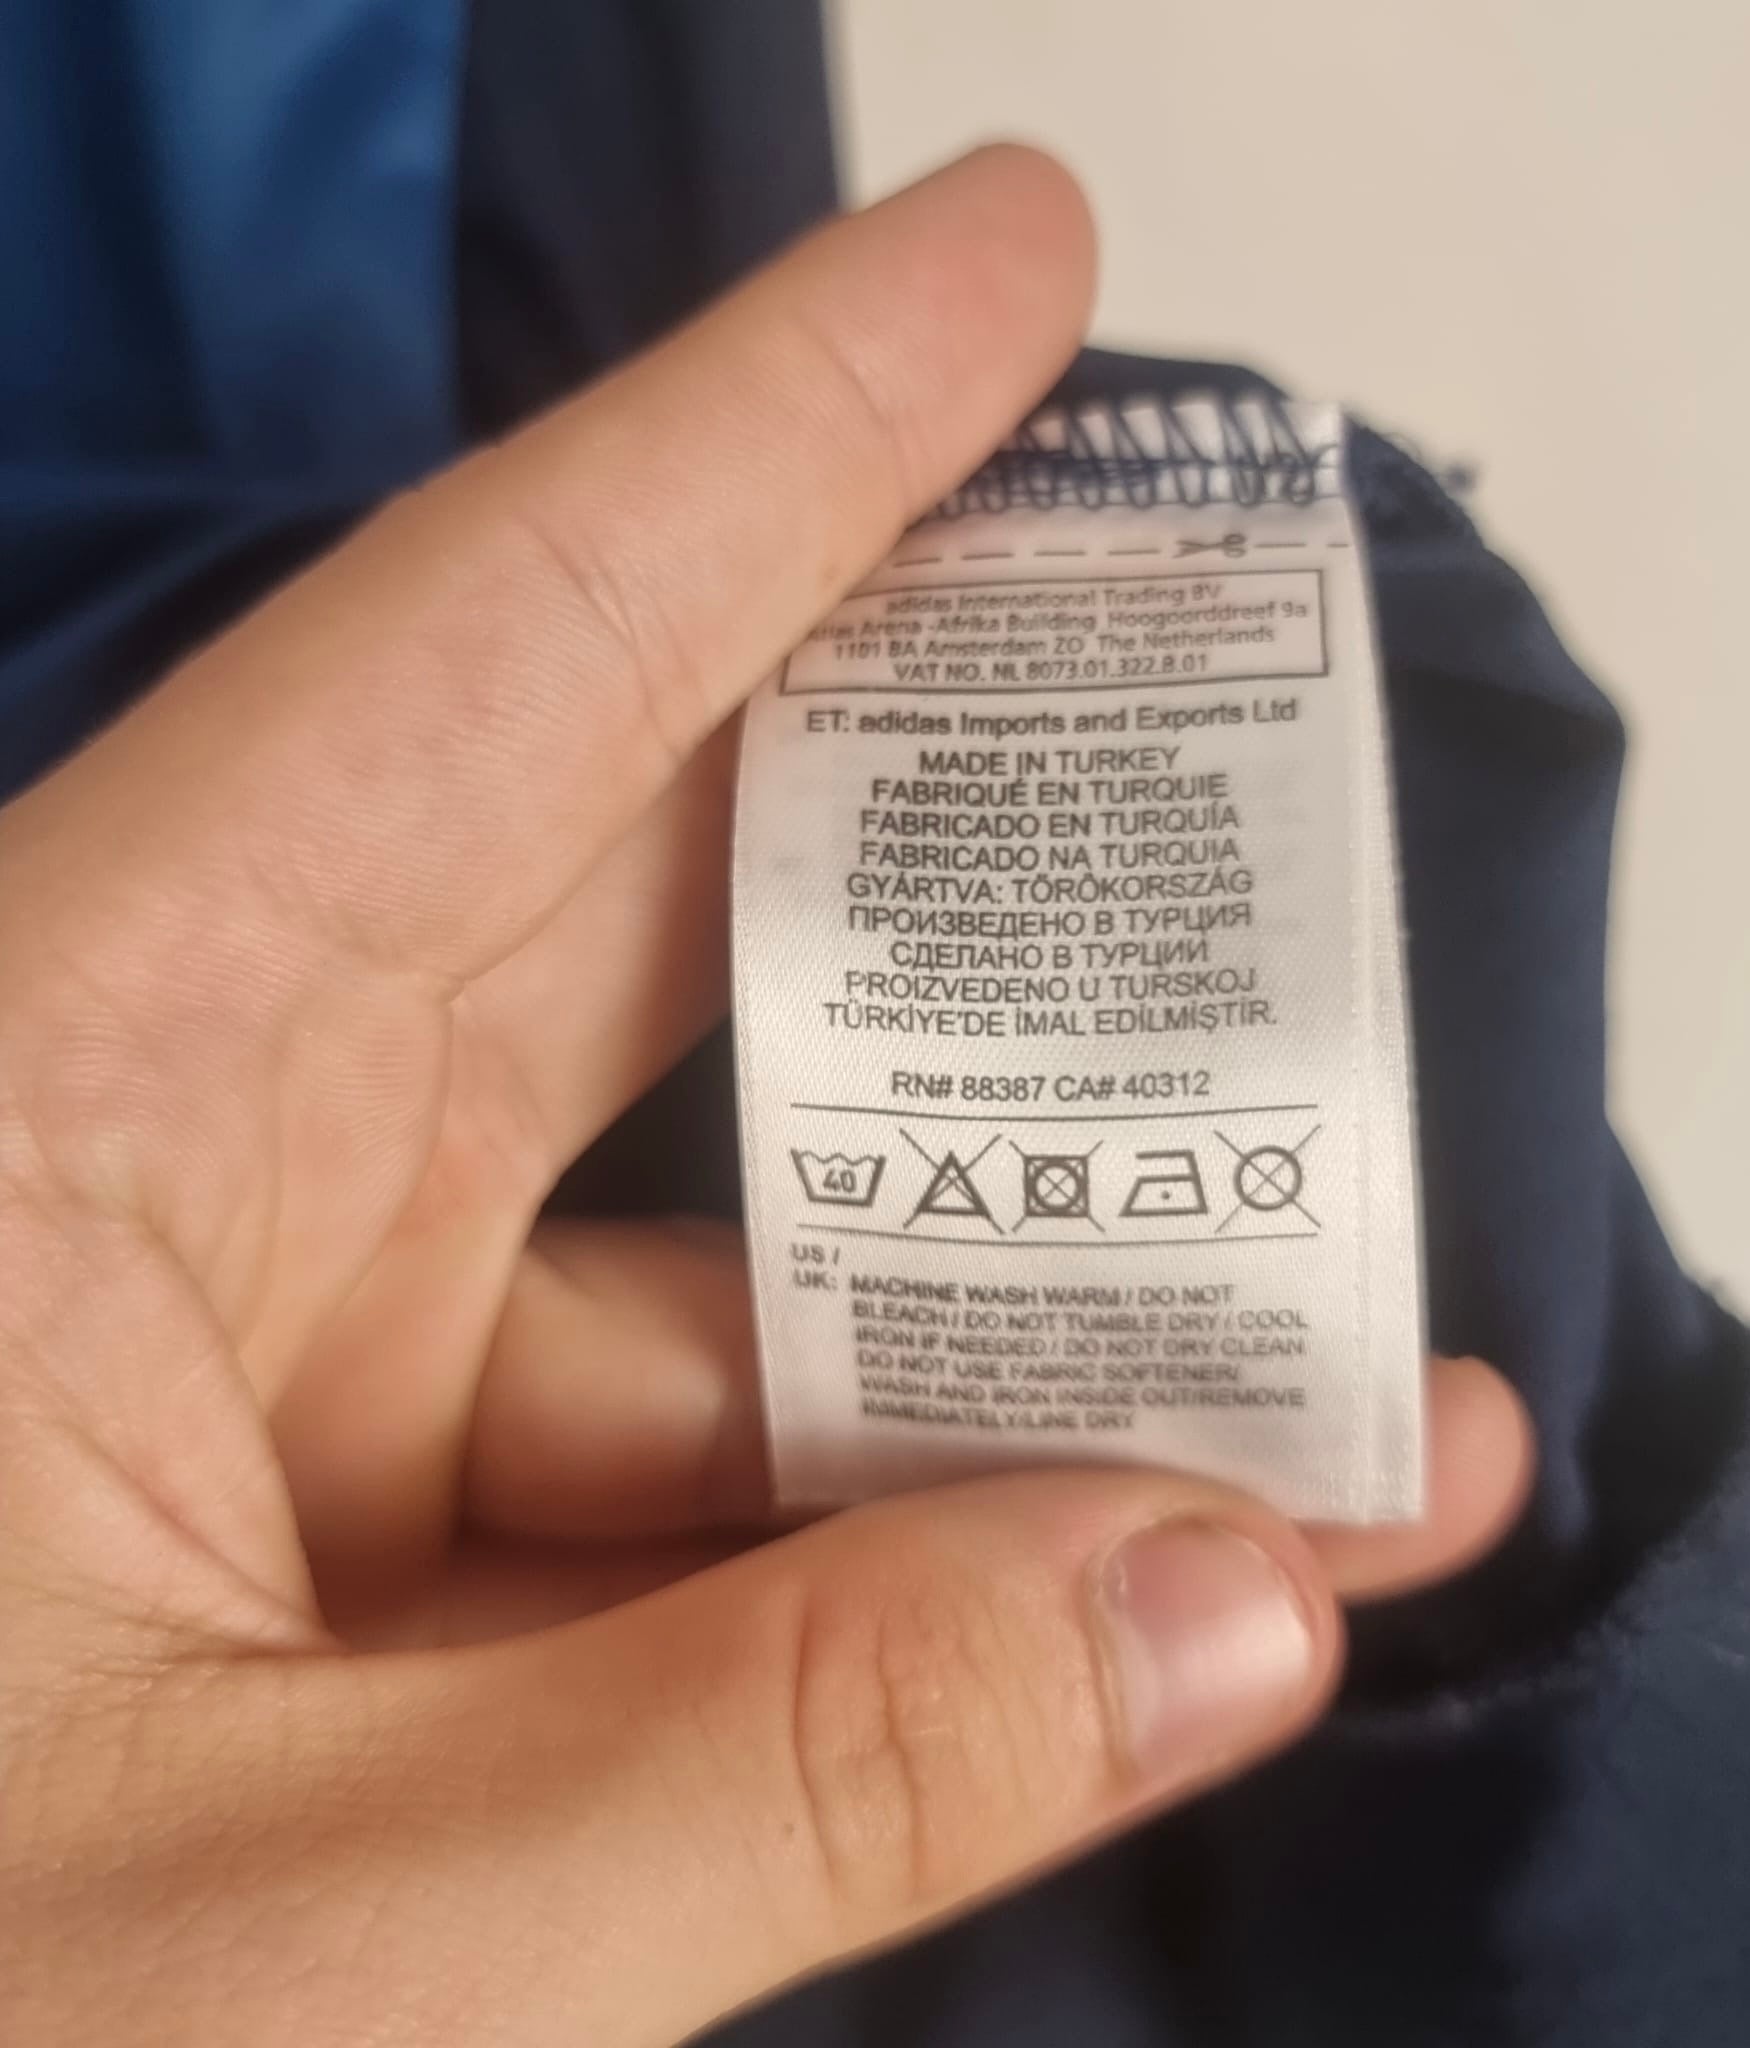 adidas International Trading BV
Arena -Afrika Building, Hoogoorddreef 9a
1101 BA Amsterdam ZO The Netherlands
VAT NO. NL 8073.01.322.B.01
ET: adidas Imports and Exports Ltd
MADE IN TURKEY
FABRIQUÉ EN TURQUIE
FABRICADO EN TURQUÍA
FABRICADO NA TURQUIA
GYÁRTVA: TÖRÖKORSZÁG
ПРОИЗВЕДЕНО В ТУРЦИЯ
СДЕЛАНО В ТУРЦИИ
PROIZVEDENO U TURSKOJ
TÜRKİYE'DE İMAL EDİLMİŞTİR.
RN# 88387 CA# 40312
40
US /
UK: MACHINE WASH WARM / DO NOT
BLEACH / DO NOT TUMBLE DRY / COOL
IRON IF NEEDED / DO NOT DRY CLEAN
DO NOT USE FABRIC SOFTENER/
WASH AND IRON INSIDE OUT/REMOVE
IMMEDIATELY/LINE DRY